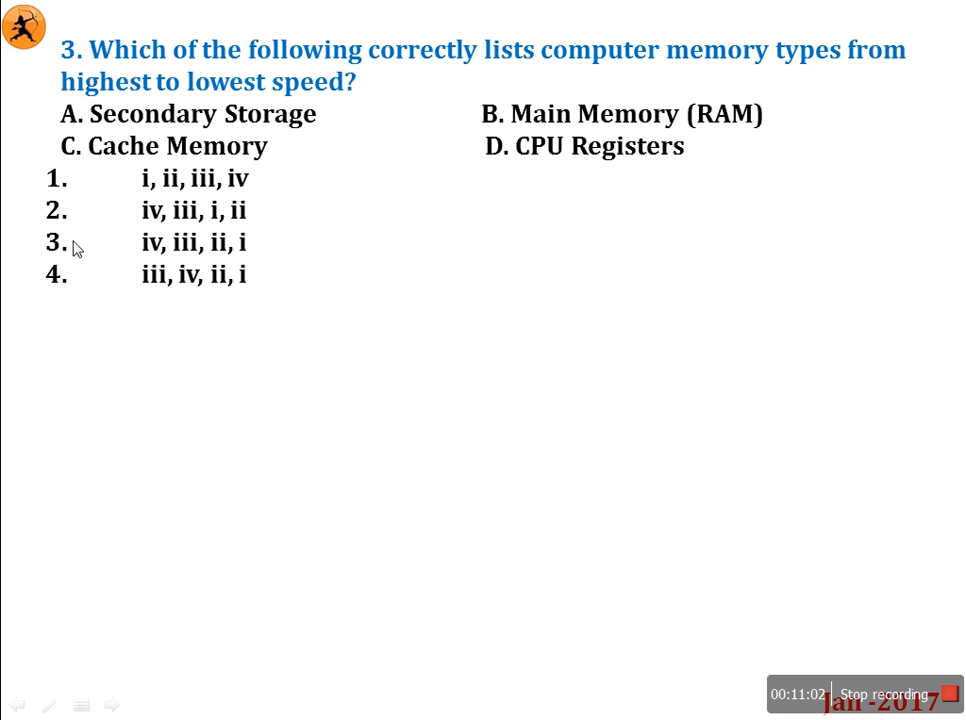 3. Which of the following correctly lists computer memory types from
highest to lowest speed?
A. Secondary Storage B. Main Memory (RAM)
C. Cache Memory D. CPU Registers
1. i, ii, iii, iv
2. iv, iii, i, ii
3. iv, iii, ii, i
4. iii, iv, ii, i
00:11:02 Stop recording
Jan -2017